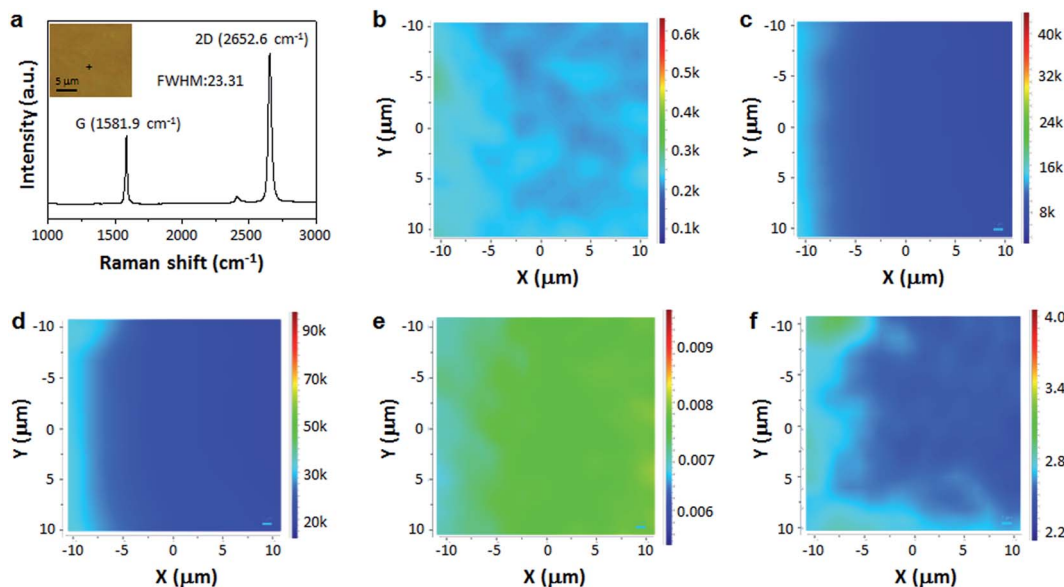 a
2D (2652.6 cm⁻¹)
5 µm
FWHM:23.31
G (1581.9 cm⁻¹)
Intensity (a.u.)
1000 1500 2000 2500 3000
Raman shift (cm⁻¹)
b
-10
-5
0
5
10
Y (µm)
-10 -5 0 5 10
X (µm)
0.6k
0.5k
0.4k
0.3k
0.2k
0.1k
c
-10
-5
0
5
10
Y (µm)
-10 -5 0 5 10
X (µm)
40k
32k
24k
16k
8k
d
-10
-5
0
5
10
Y (µm)
-10 -5 0 5 10
X (µm)
90k
70k
50k
30k
20k
e
-10
-5
0
5
10
Y (µm)
-10 -5 0 5 10
X (µm)
0.009
0.008
0.007
0.006
f
-10
-5
0
5
10
Y (µm)
-10 -5 0 5 10
X (µm)
4.0
3.4
2.8
2.2